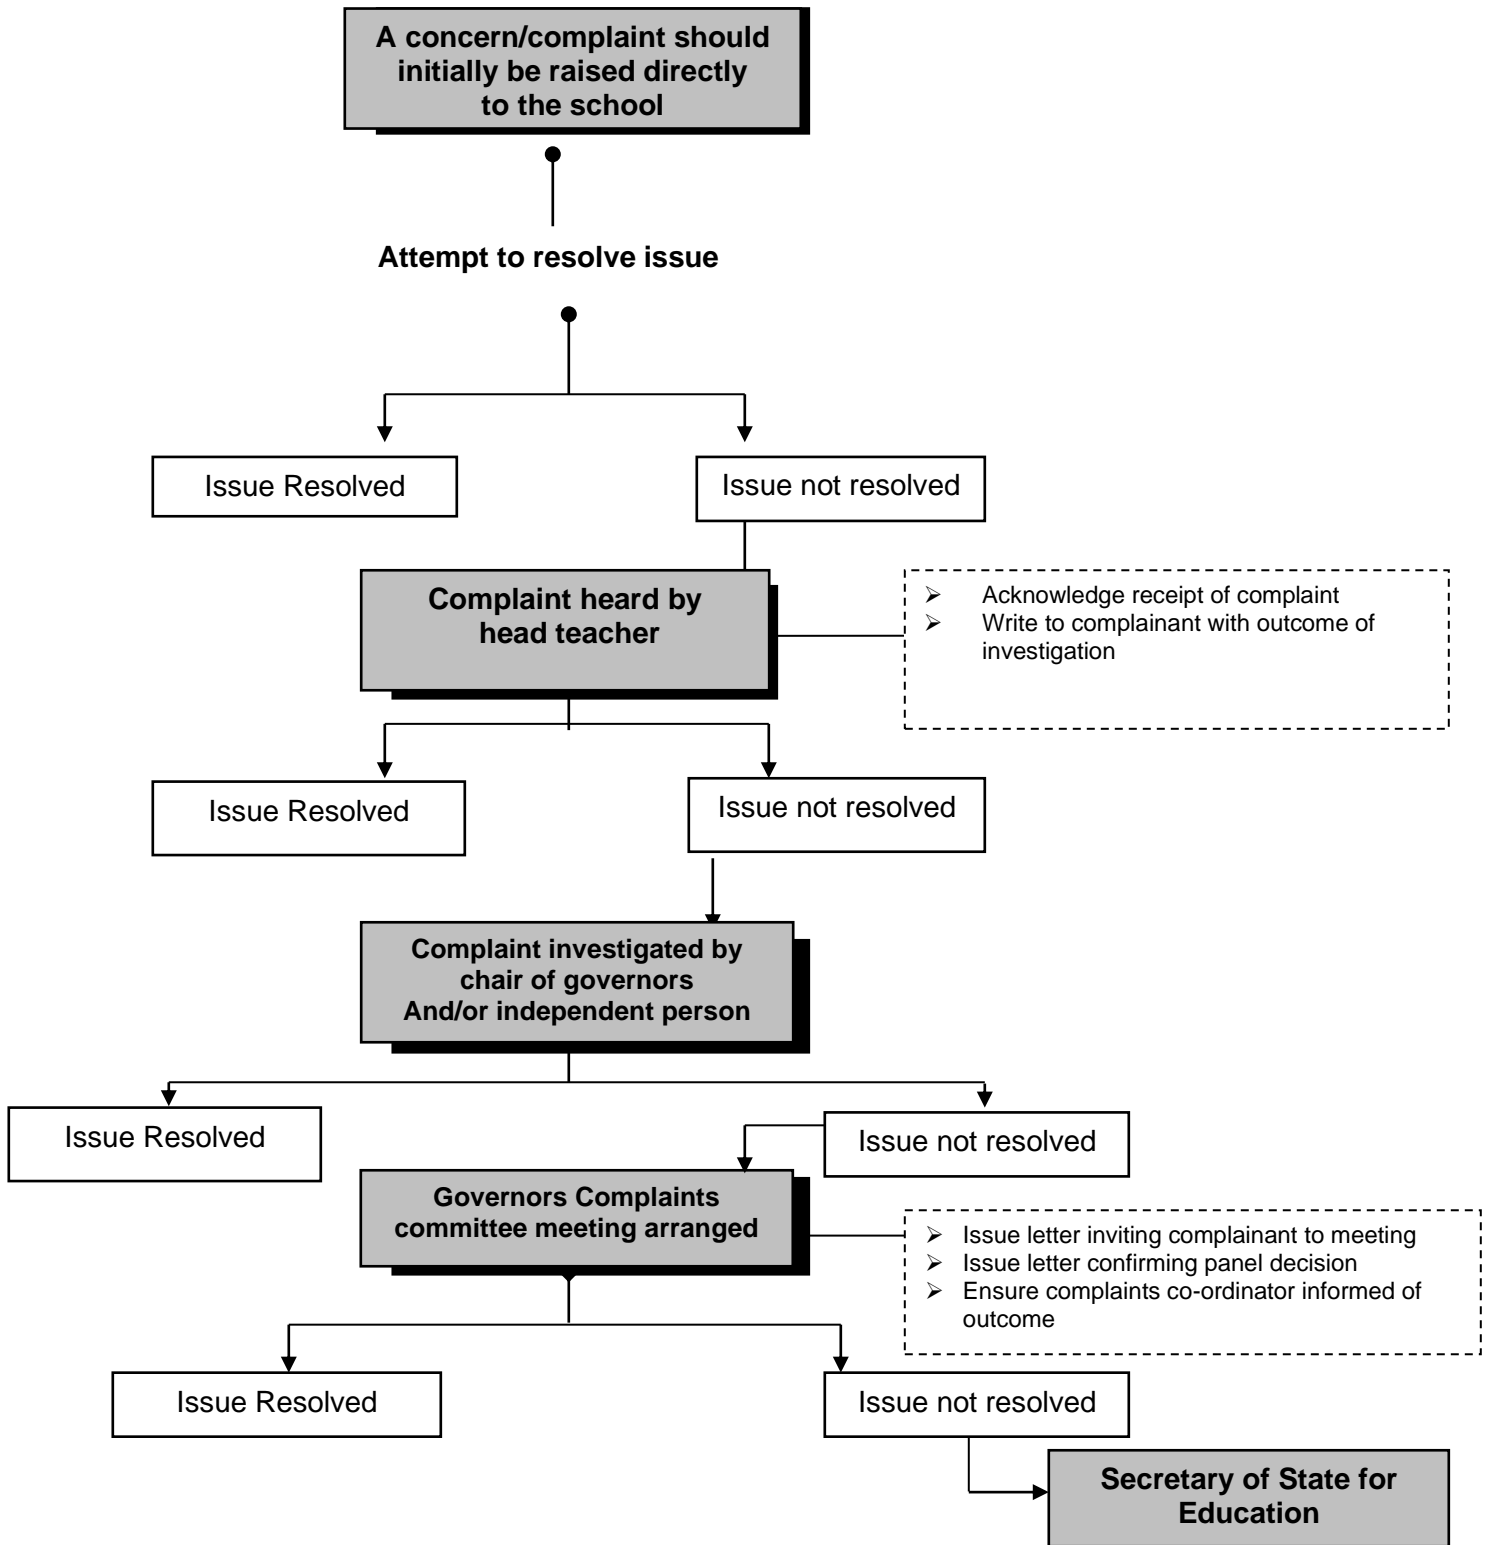 A concern/complaint should
initially be raised directly
to the school
Attempt to resolve issue
Issue Resolved
Issue not resolved
Complaint heard by
head teacher
➢ Acknowledge receipt of complaint
➢ Write to complainant with outcome of
investigation
Issue Resolved
Issue not resolved
Complaint investigated by
chair of governors
And/or independent person
Issue Resolved
Issue not resolved
Governors Complaints
committee meeting arranged
➢ Issue letter inviting complainant to meeting
➢ Issue letter confirming panel decision
➢ Ensure complaints co-ordinator informed of
outcome
Issue Resolved
Issue not resolved
Secretary of State for
Education